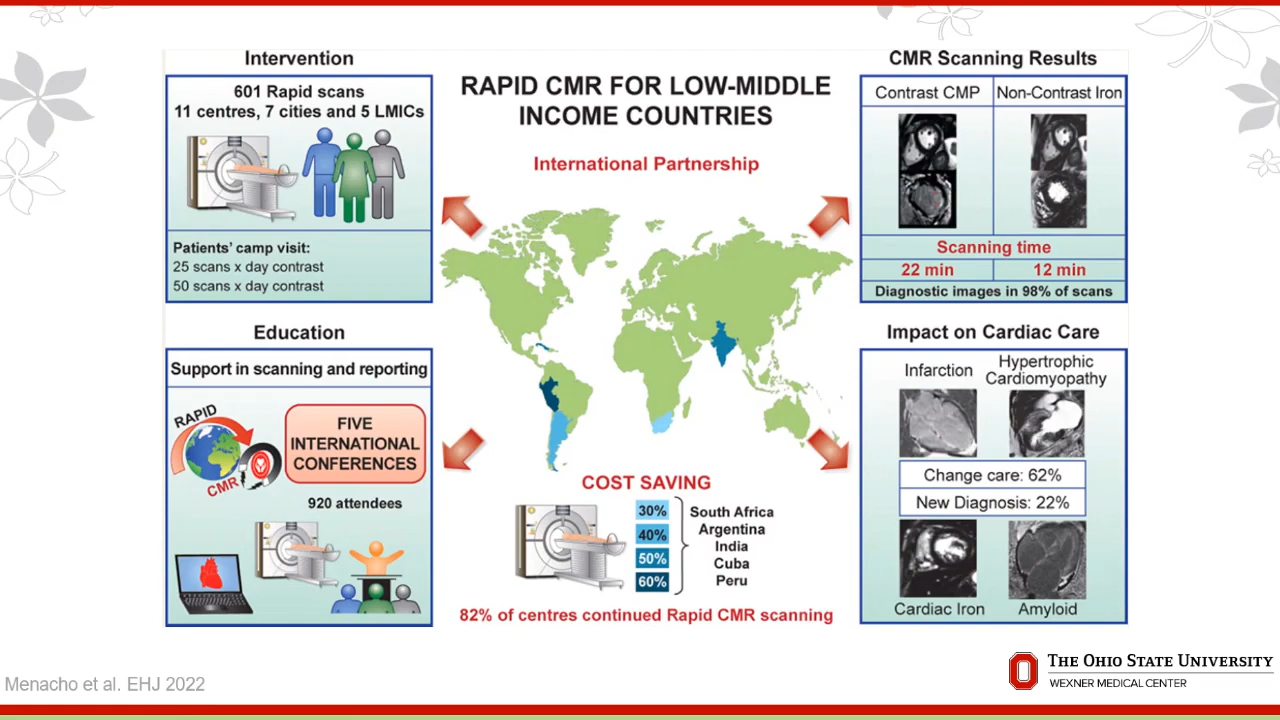 Intervention
601 Rapid scans
11 centres, 7 cities and 5 LMICs
Patients' camp visit:
25 scans x day contrast
50 scans x day contrast
Education
Support in scanning and reporting
RAPID
CMR
FIVE
INTERNATIONAL
CONFERENCES
920 attendees
RAPID CMR FOR LOW-MIDDLE
INCOME COUNTRIES
International Partnership
COST SAVING
30%
40%
50%
60%
South Africa
Argentina
India
Cuba
Peru
82% of centres continued Rapid CMR scanning
CMR Scanning Results
Contrast CMP
Non-Contrast Iron
Scanning time
22 min
12 min
Diagnostic images in 98% of scans
Impact on Cardiac Care
Infarction
Hypertrophic
Cardiomyopathy
Change care: 62%
New Diagnosis: 22%
Cardiac Iron
Amyloid
Menacho et al. EHJ 2022
THE OHIO STATE UNIVERSITY
WEXNER MEDICAL CENTER